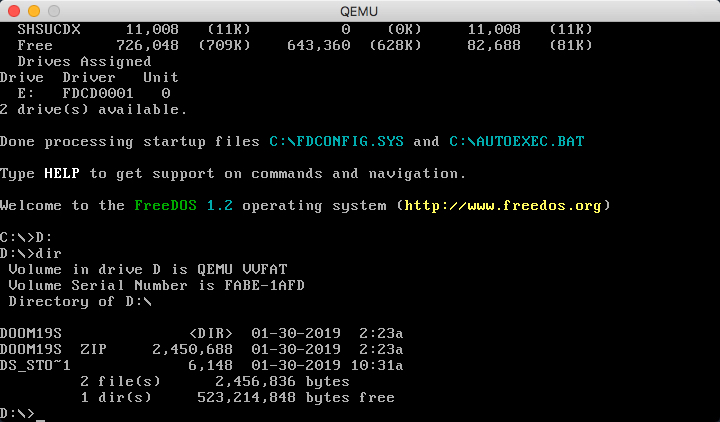 QEMU
SHSUCDX 11,008 (11K) 0 (0K) 11,008 (11K)
Free 726,048 (709K) 643,360 (628K) 82,688 (81K)
Drives Assigned
Drive Driver Unit
E: FDCD0001 0
2 drive(s) available.
Done processing startup files C:\FDCONFIG.SYS and C:\AUTOEXEC.BAT
Type HELP to get support on commands and navigation.
Welcome to the FreeDOS 1.2 operating system (http://www.freedos.org)
C:\>D:
D:\>dir
Volume in drive D is QEMU VVFAT
Volume Serial Number is FABE-1AFD
Directory of D:\
DOOM19S <DIR> 01-30-2019 2:23a
DOOM19S ZIP 2,450,688 01-30-2019 2:23a
DS_STO~1 6,148 01-30-2019 10:31a
2 file(s) 2,456,836 bytes
1 dir(s) 523,214,848 bytes free
D:\>_